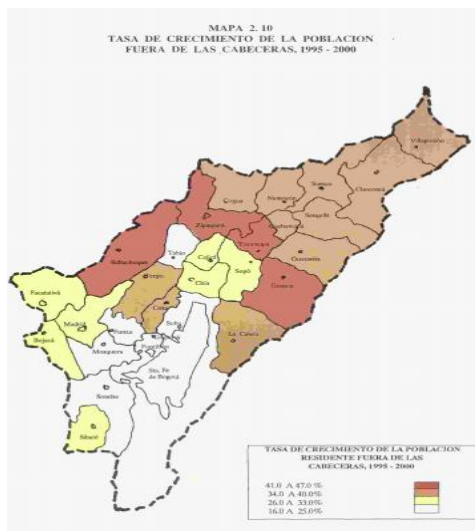 MAPA 2.10
TASA DE CRECIMIENTO DE LA POBLACION
FUERA DE LAS CABECERAS, 1995 - 2000
Villapinzón
Suesca
Chocontá
Cogua
Nemocón
Sesquilé
Zipaquirá
Gachancipá
Tocancipá
Guatavita
Subachoque
Tabio
Cajicá
Sopó
Guasca
Tenjo
Chía
Facatativá
Cota
Madrid
Funza
Suba
La Calera
Bojacá
Mosquera
Sta. Fe
de Bogotá
Soacha
Sibaté
TASA DE CRECIMIENTO DE LA POBLACION
RESIDENTE FUERA DE LAS
CABECERAS, 1995 - 2000
41.0 A 47.0 %
34.0 A 40.0%
26.0 A 33.0%
16.0 A 25.0%